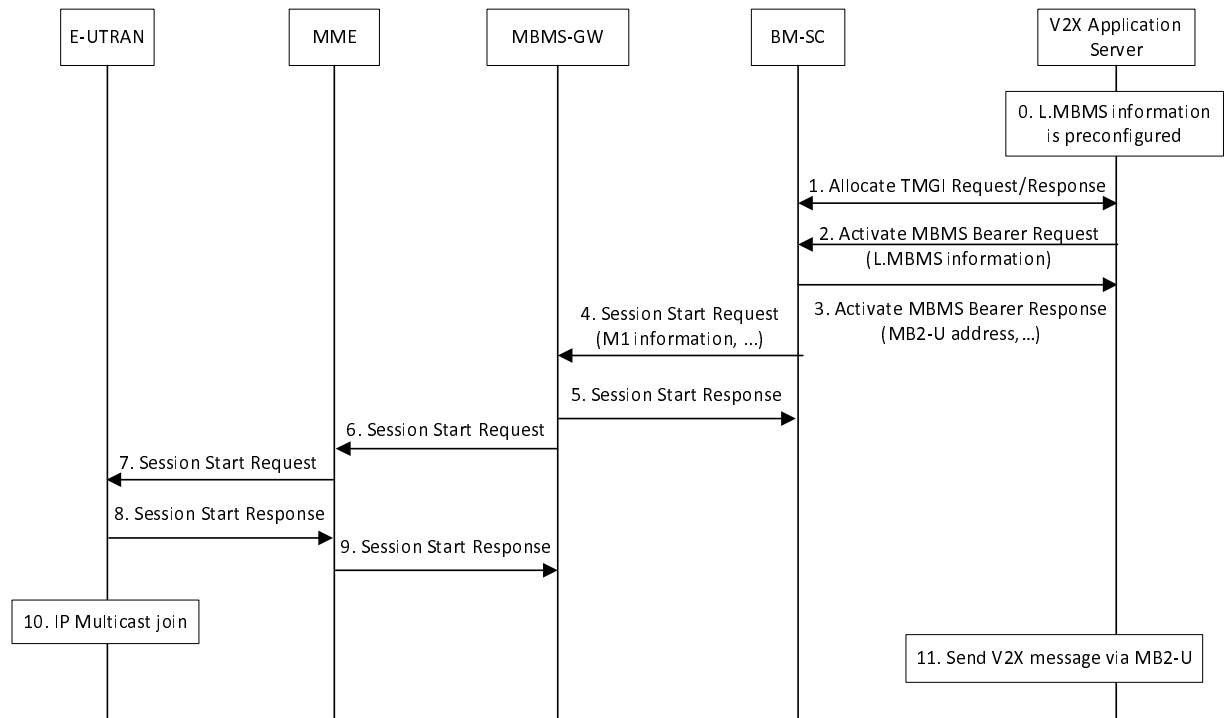 E-UTRAN
MME
MBMS-GW
BM-SC
V2X Application
Server
0. L.MBMS information
is preconfigured
1. Allocate TMGI Request/Response
2. Activate MBMS Bearer Request
(L.MBMS information)
3. Activate MBMS Bearer Response
(MB2-U address,...)
4. Session Start Request
(M1 information, ...)
5. Session Start Response
6. Session Start Request
7. Session Start Request
8. Session Start Response
9. Session Start Response
10. IP Multicast join
11. Send V2X message via MB2-U